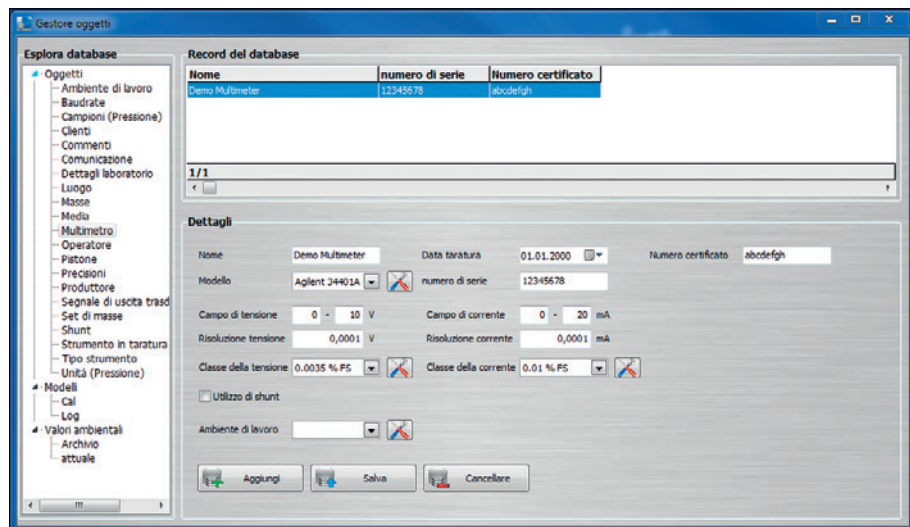 Gestore oggetti
Esplora database
Oggetti
Ambiente di lavoro
Baudrate
Campioni (Pressione)
Clienti
Commenti
Comunicazione
Dettagli laboratorio
Luogo
Masse
Media
Multimetro
Operatore
Pistone
Precisioni
Produttore
Segnale di uscita trasd
Set di masse
Shunt
Strumento in taratura
Tipo strumento
Unità (Pressione)
Modelli
Cal
Log
Valori ambientali
Archivio
attuale
Record del database
Nome numero di serie Numero certificato
Demo Multimeter 12345678 abcdefgh
1/1
Dettagli
Nome Demo Multimeter Data taratura 01.01.2000 Numero certificato abcdefgh
Modello Agilent 34401A numero di serie 12345678
Campo di tensione 0 - 10 V Campo di corrente 0 - 20 mA
Risoluzione tensione 0,0001 V Risoluzione corrente 0,0001 mA
Classe della tensione 0.0035 % FS Classe della corrente 0.01 % FS
Utilizzo di shunt
Ambiente di lavoro
Aggiungi Salva Cancellare